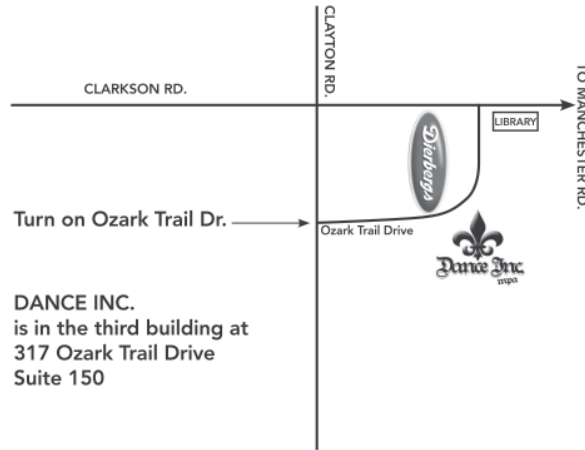 CLAYTON RD.
CLARKSON RD.
TO MANCHESTER RD.
LIBRARY
Dierbergs
Turn on Ozark Trail Dr.
Ozark Trail Drive
Dance Inc.
mpa
DANCE INC.
is in the third building at
317 Ozark Trail Drive
Suite 150